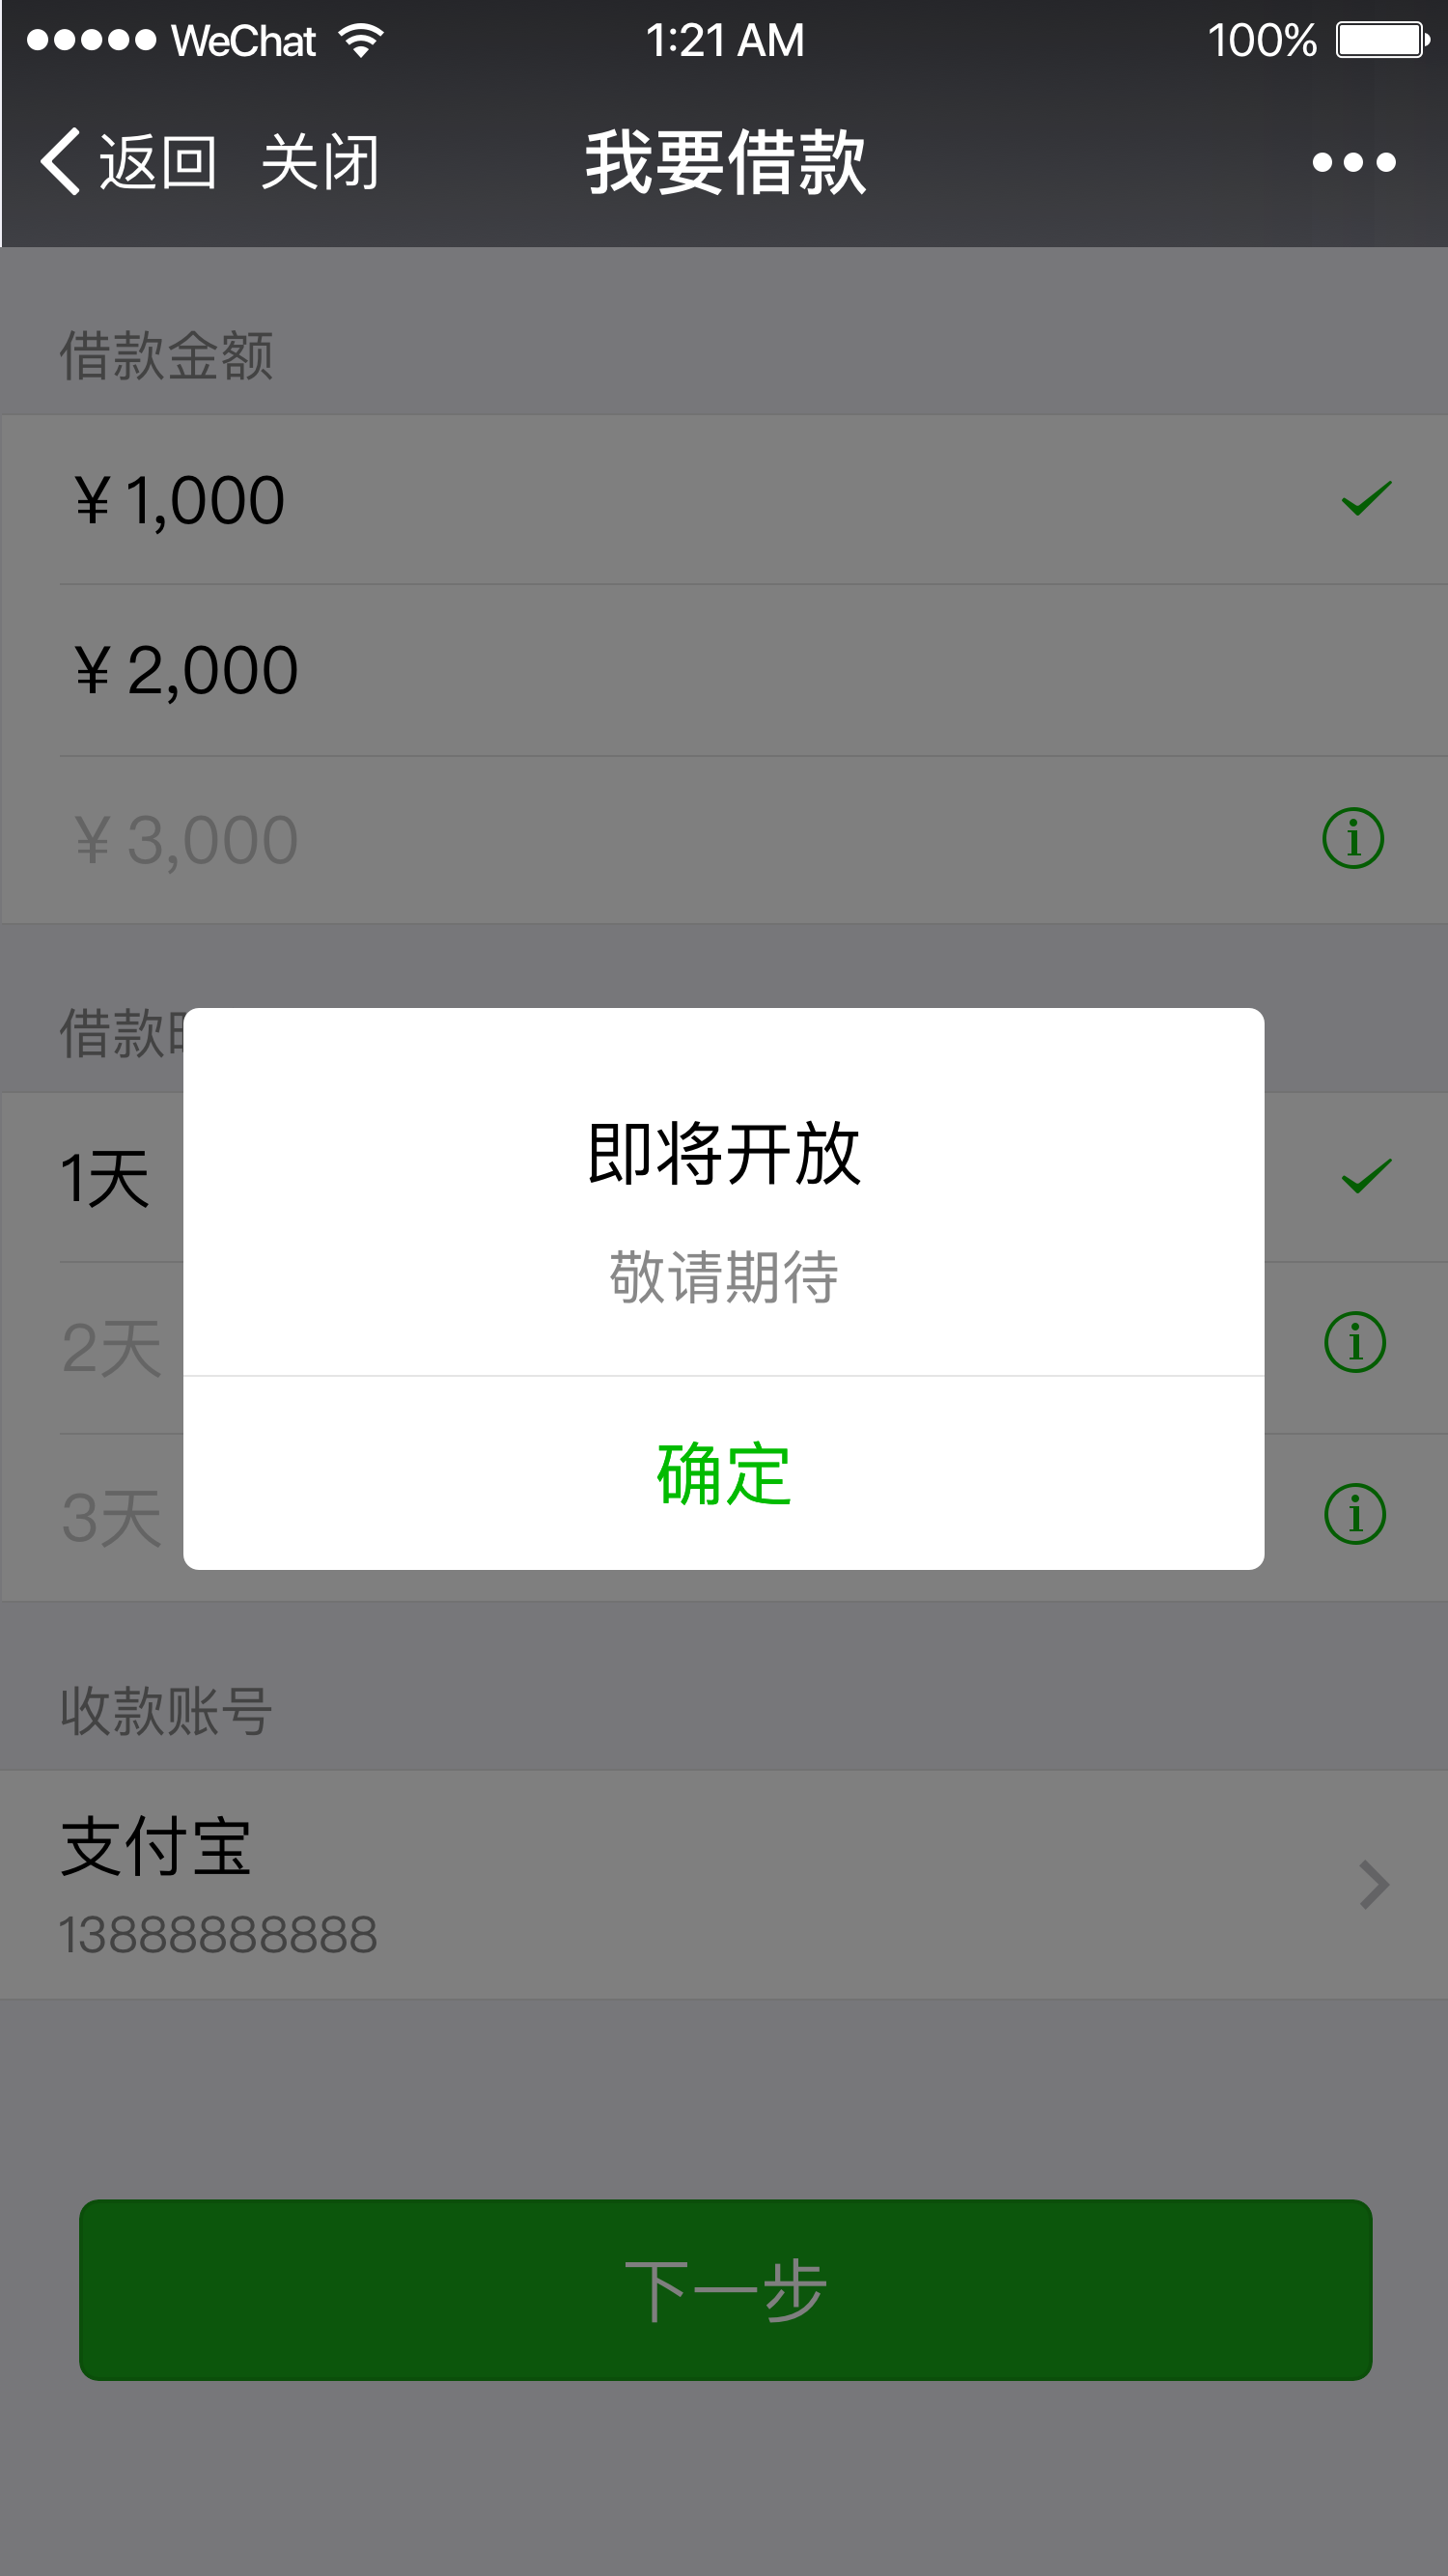 WeChat 1:21 AM 100%
返回 关闭 我要借款
借款金额
¥ 1,000
¥ 2,000
¥ 3,000
借款
即将开放
1天
敬请期待
2天
确定
3天
收款账号
支付宝
13888888888
下一步